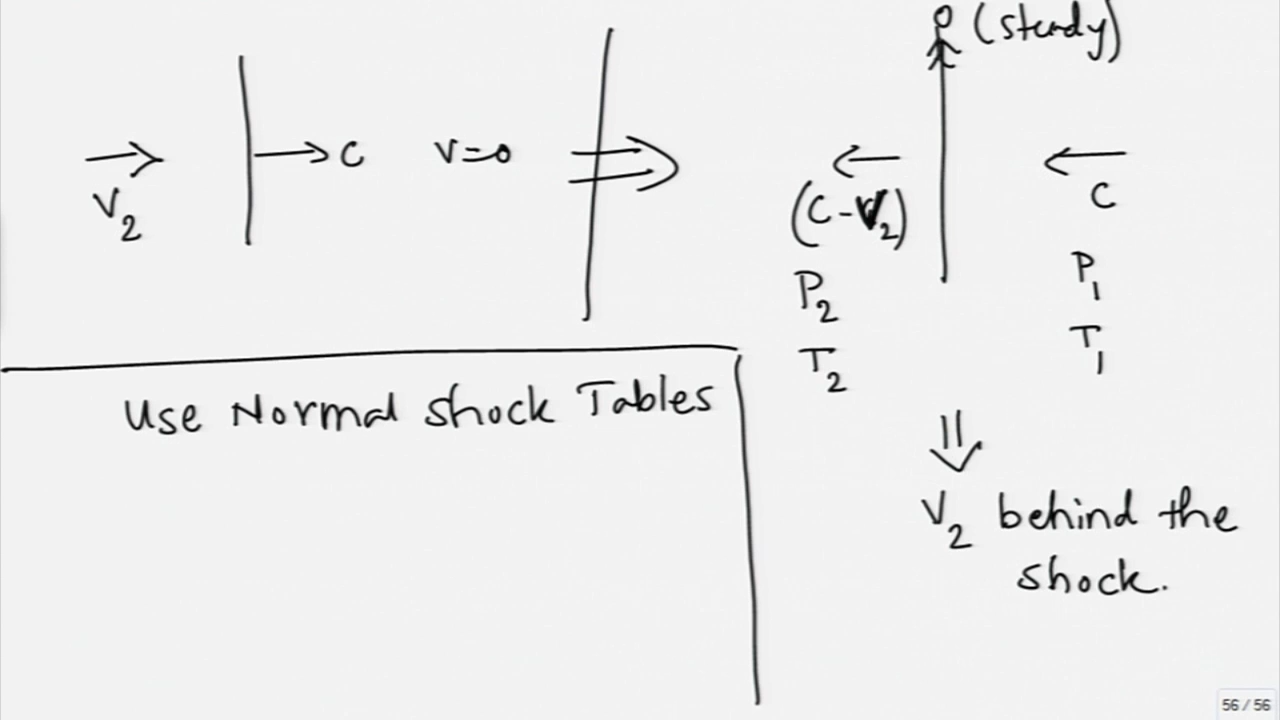 (steady)
V₂
C
V=0
(C-V₂)
C
P₂
P₁
T₂
T₁
Use Normal Shock Tables
V₂ behind the
shock.
56 / 56